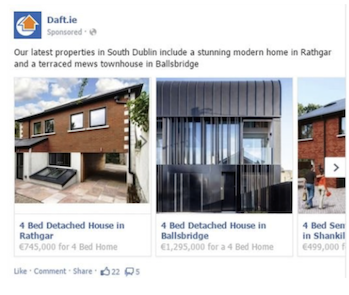 Daft.ie
Sponsored ·
Our latest properties in South Dublin include a stunning modern home in Rathgar
and a terraced mews townhouse in Ballsbridge
4 Bed Detached House in
Rathgar
€745,000 for 4 Bed Home
4 Bed Detached House in
Ballsbridge
€1,295,000 for a 4 Bed Home
4 Bed Sen
in Shankil
€499,000 f
Like · Comment · Share · 22 5